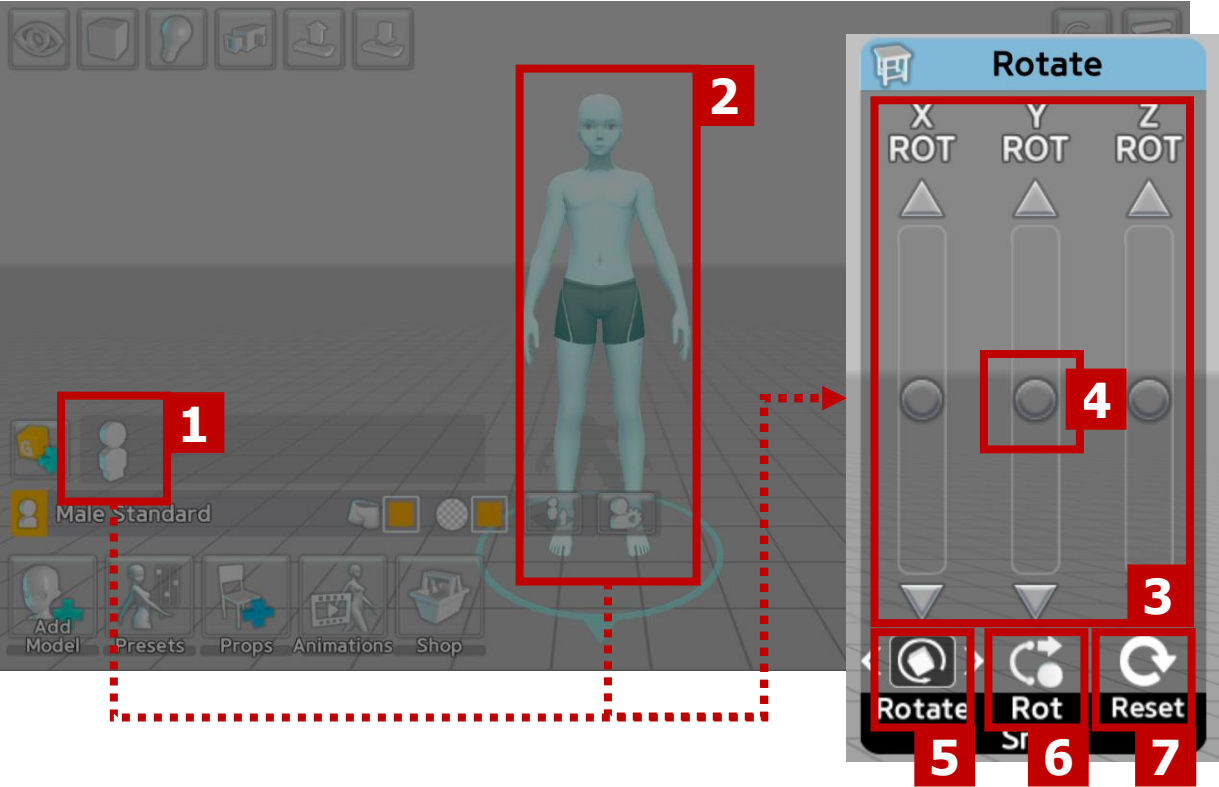 Rotate
X
ROT
Y
ROT
Z
ROT
2
1
4
Male Standard
3
Add
Model
Presets
Props
Animations
Shop
Rotate
Rot
Reset
5
6
7